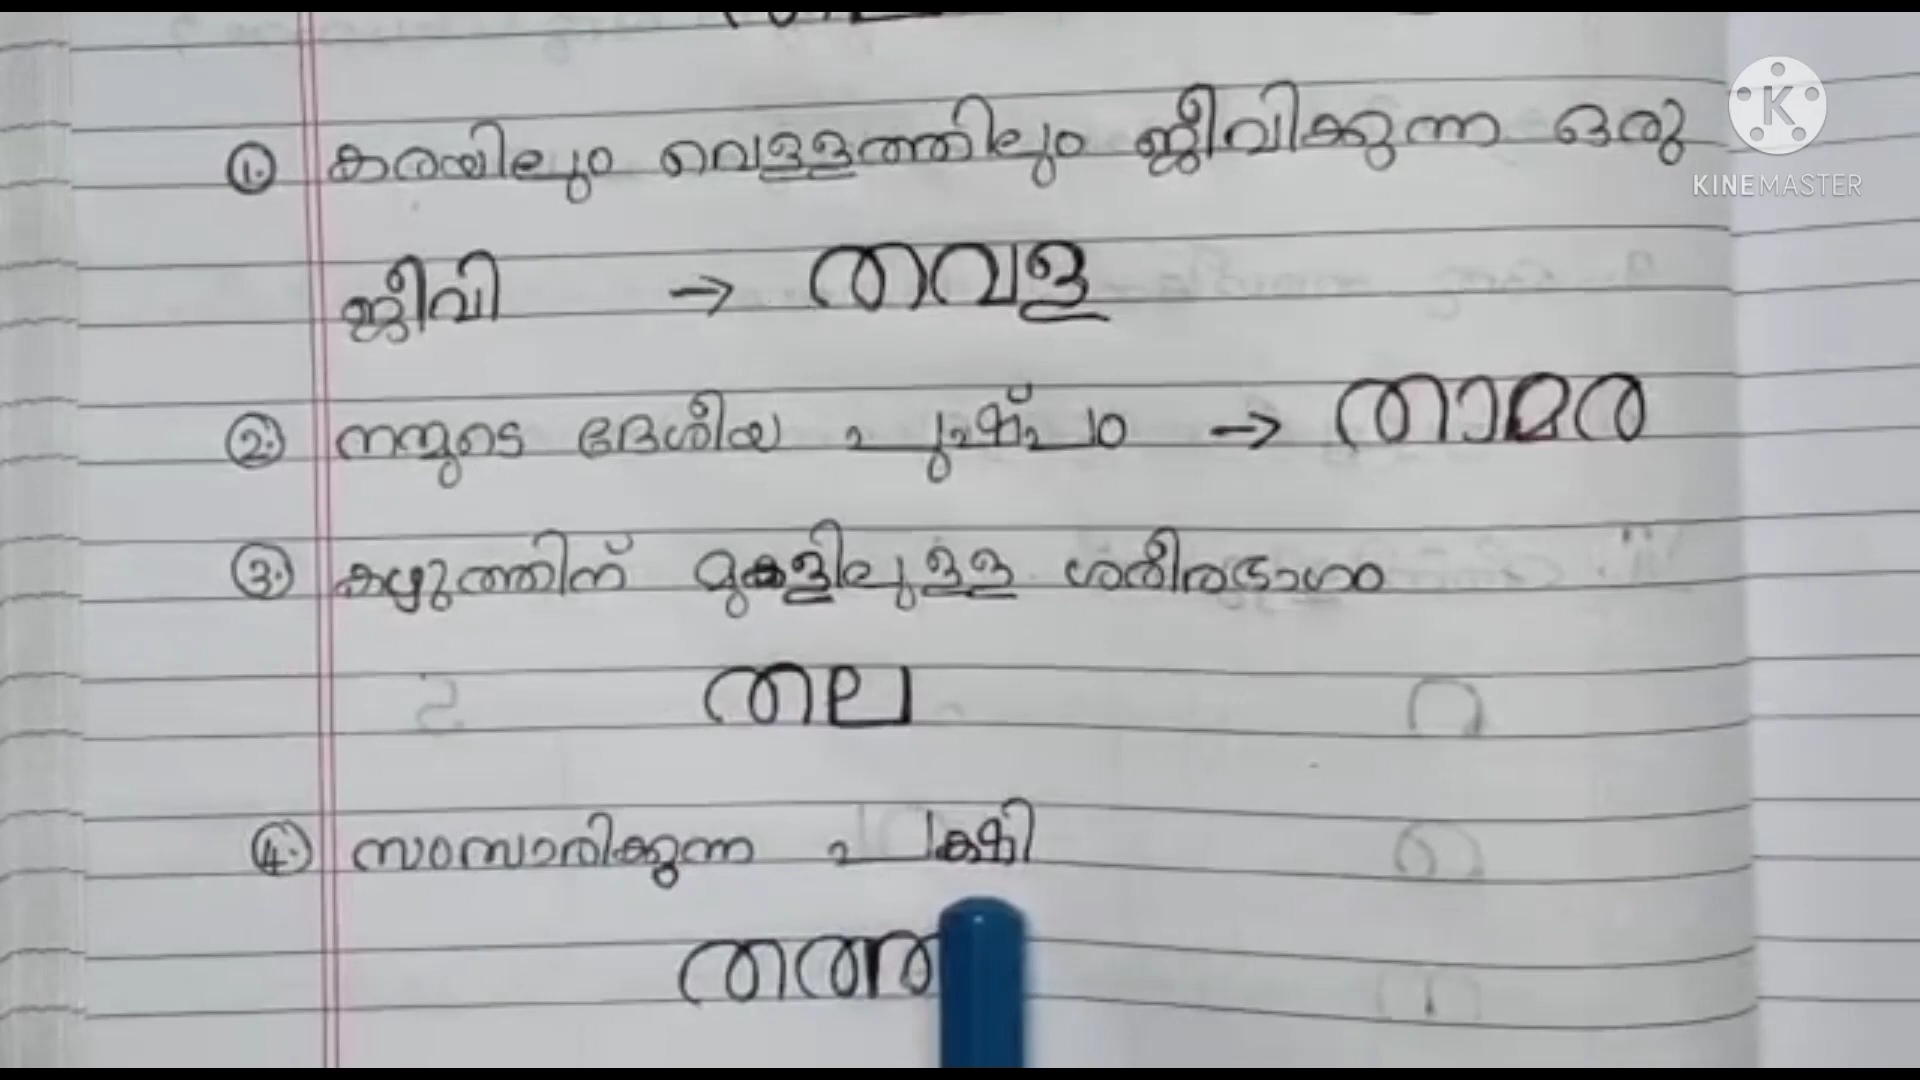 KINEMASTER
1. കരയിലും വെള്ളത്തിലും ജീവിക്കുന്ന ഒരു
ജീവി → തവള
2. നമ്മുടെ ദേശീയ പുഷ്പം → താമര
3. കഴുത്തിന് മുകളിലുള്ള ശരീരഭാഗം
തല
4. സംസാരിക്കുന്ന പക്ഷി
തത്ത